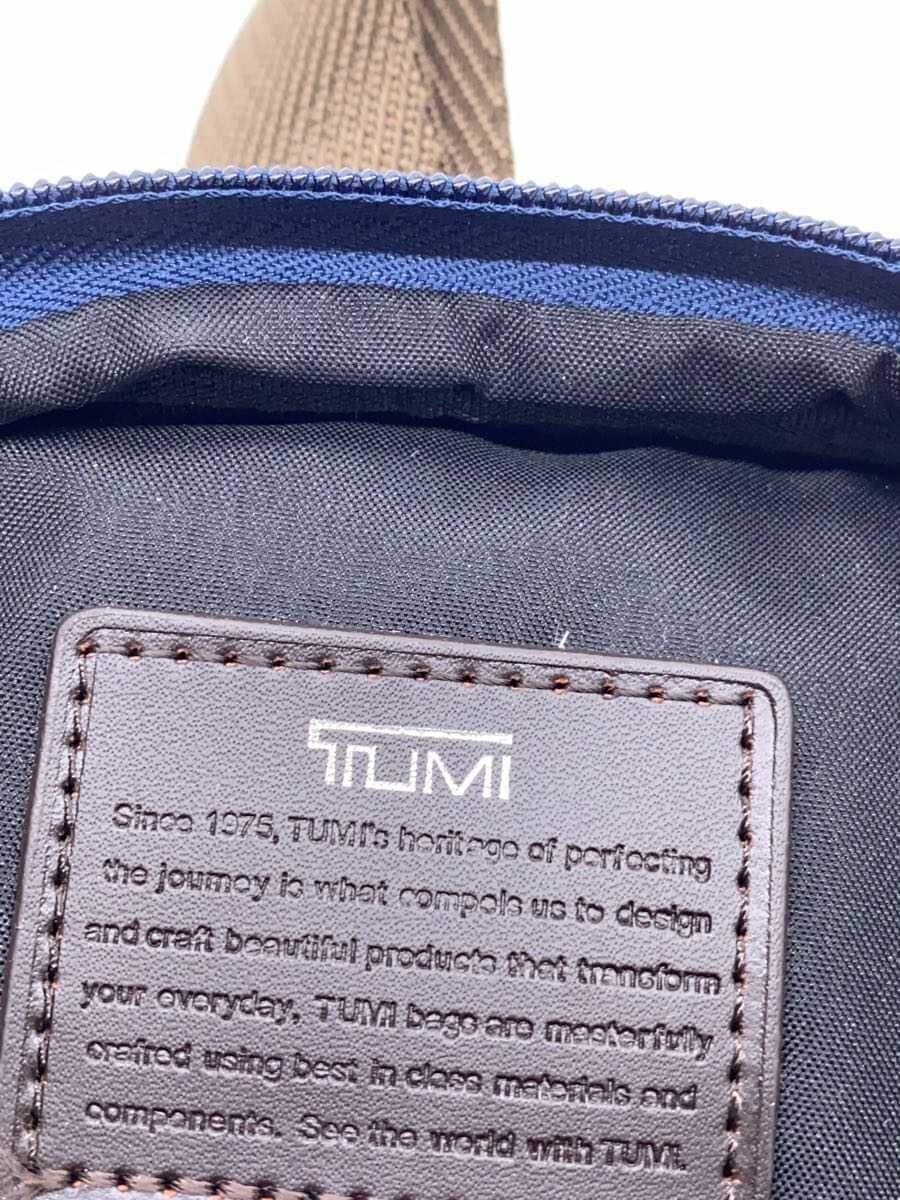 TUMI
Since 1975, TUMI's heritage of perfecting
the journey is what compels us to design
and craft beautiful products that transform
your everyday, TUMI bags are masterfully
crafted using best in class materials and
components. See the world with TUMI.